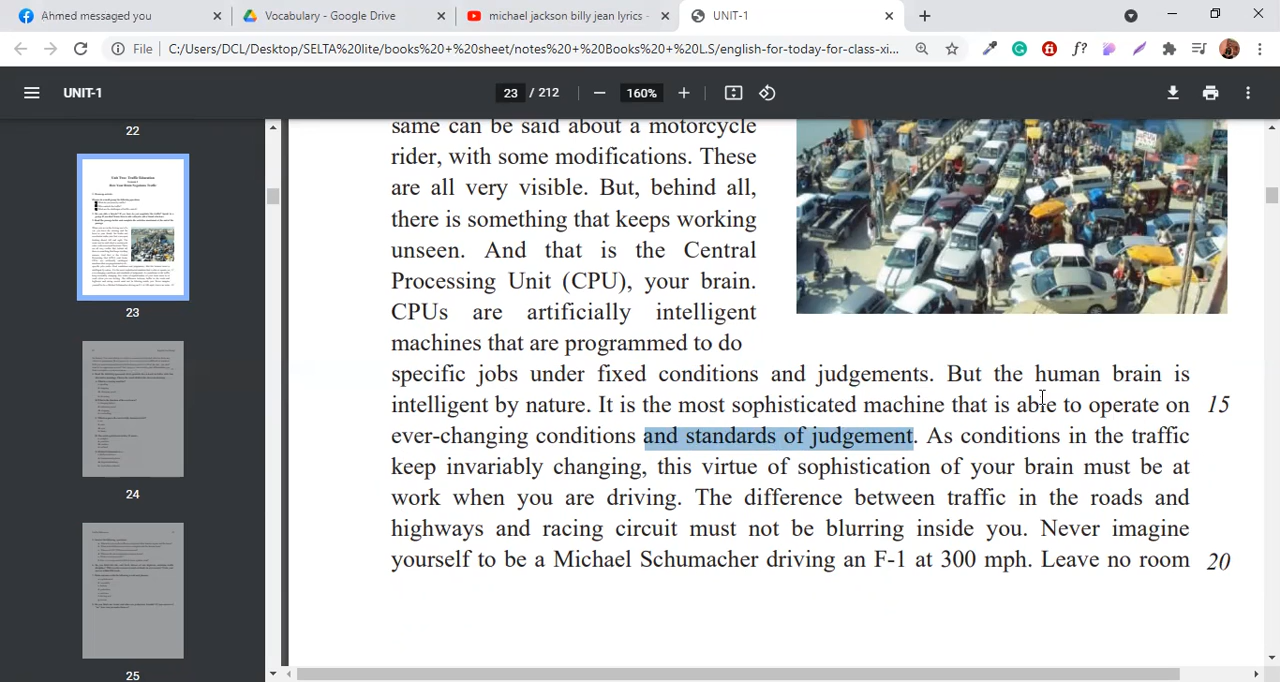 Ahmed messaged you
Vocabulary - Google Drive
michael jackson billy jean lyrics -
UNIT-1
File C:/Users/DCL/Desktop/SELTA%20lite/books%20+%20sheet/notes%20+%20Books%20+%20L.S/english-for-today-for-class-xi...
UNIT-1
23 / 212
160%
22
23
24
25
same can be said about a motorcycle
rider, with some modifications. These
are all very visible. But, behind all,
there is something that keeps working
unseen. And that is the Central
Processing Unit (CPU), your brain.
CPUs are artificially intelligent
machines that are programmed to do
specific jobs over fixed conditions and judgements. But the human brain is
intelligent by nature. It is the most sophisticated machine that is able to operate on 15
ever-changing conditions and standards of judgement. As conditions in the traffic
keep invariably changing, this virtue of sophistication of your brain must be at
work when you are driving. The difference between traffic in the roads and
highways and racing circuit must not be blurring inside you. Never imagine
yourself to be a Michael Schumacher driving an F-1 at 300 mph. Leave no room 20